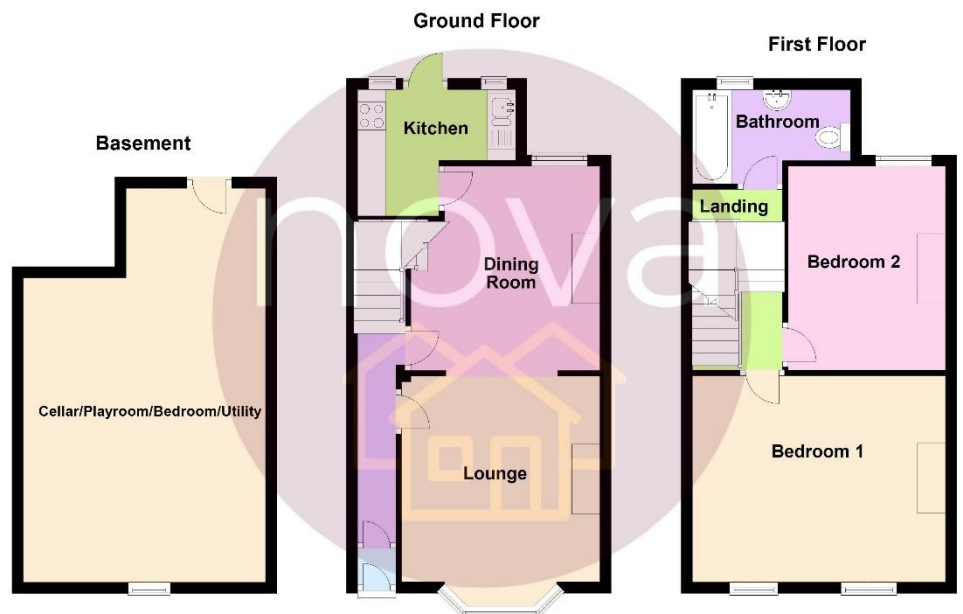 Ground Floor
First Floor
Basement
Kitchen
Bathroom
Landing
nova
Dining
Room
Bedroom 2
Cellar/Playroom/Bedroom/Utility
Lounge
Bedroom 1